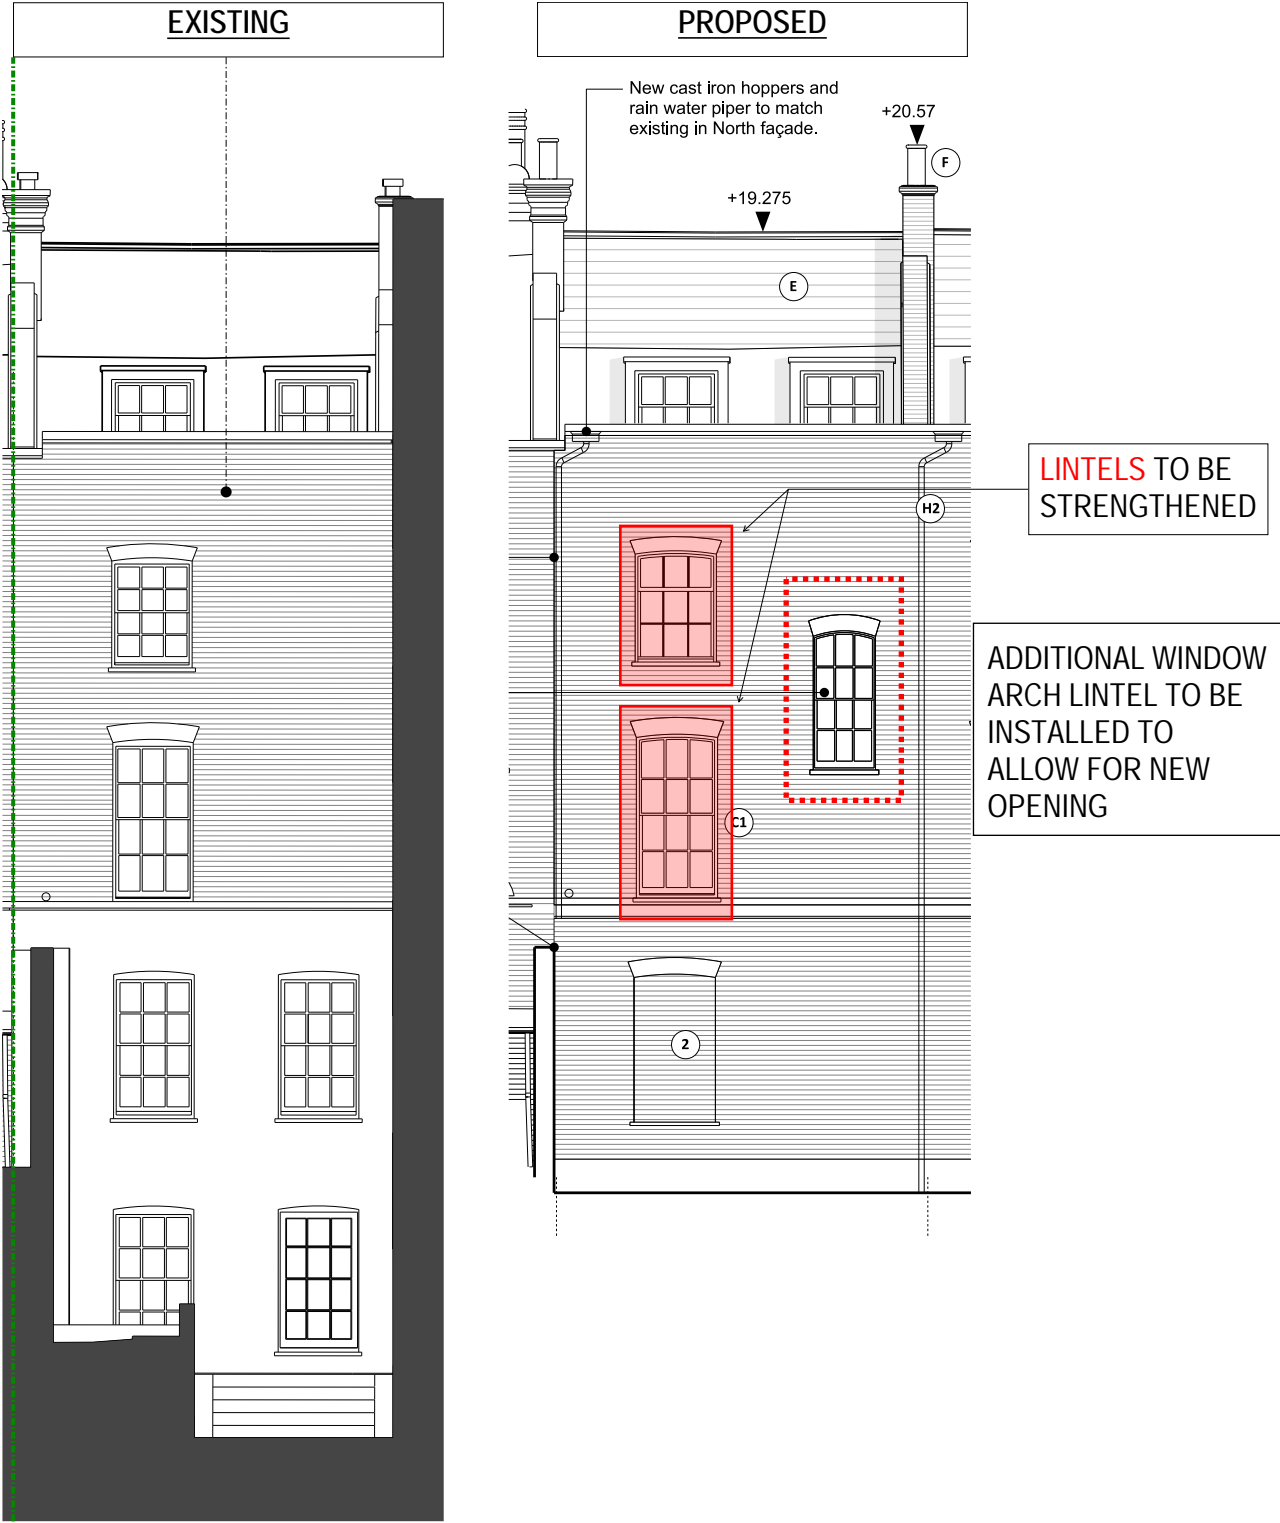 EXISTING
PROPOSED
New cast iron hoppers and
rain water piper to match
existing in North façade.
+20.57
F
+19.275
E
LINTELS TO BE
STRENGTHENED
H2
ADDITIONAL WINDOW
ARCH LINTEL TO BE
INSTALLED TO
ALLOW FOR NEW
OPENING
C1
2